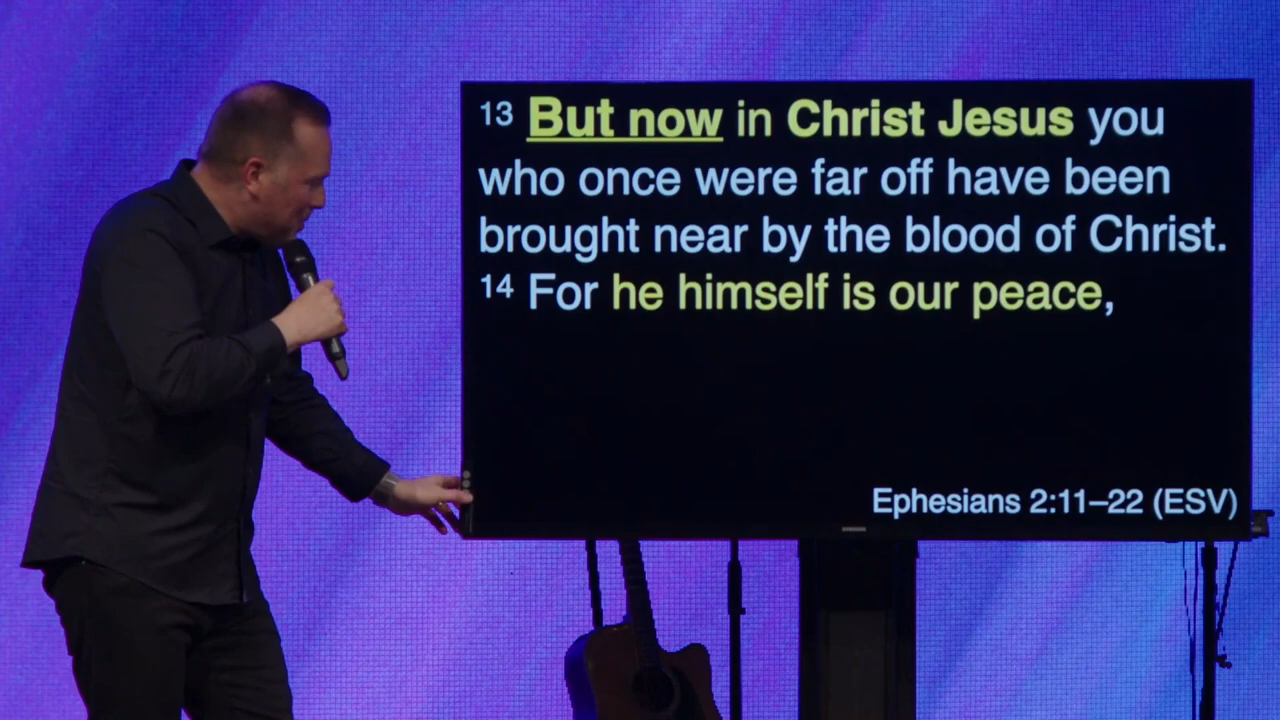 13 But now in Christ Jesus you
who once were far off have been
brought near by the blood of Christ.
14 For he himself is our peace,
Ephesians 2:11–22 (ESV)